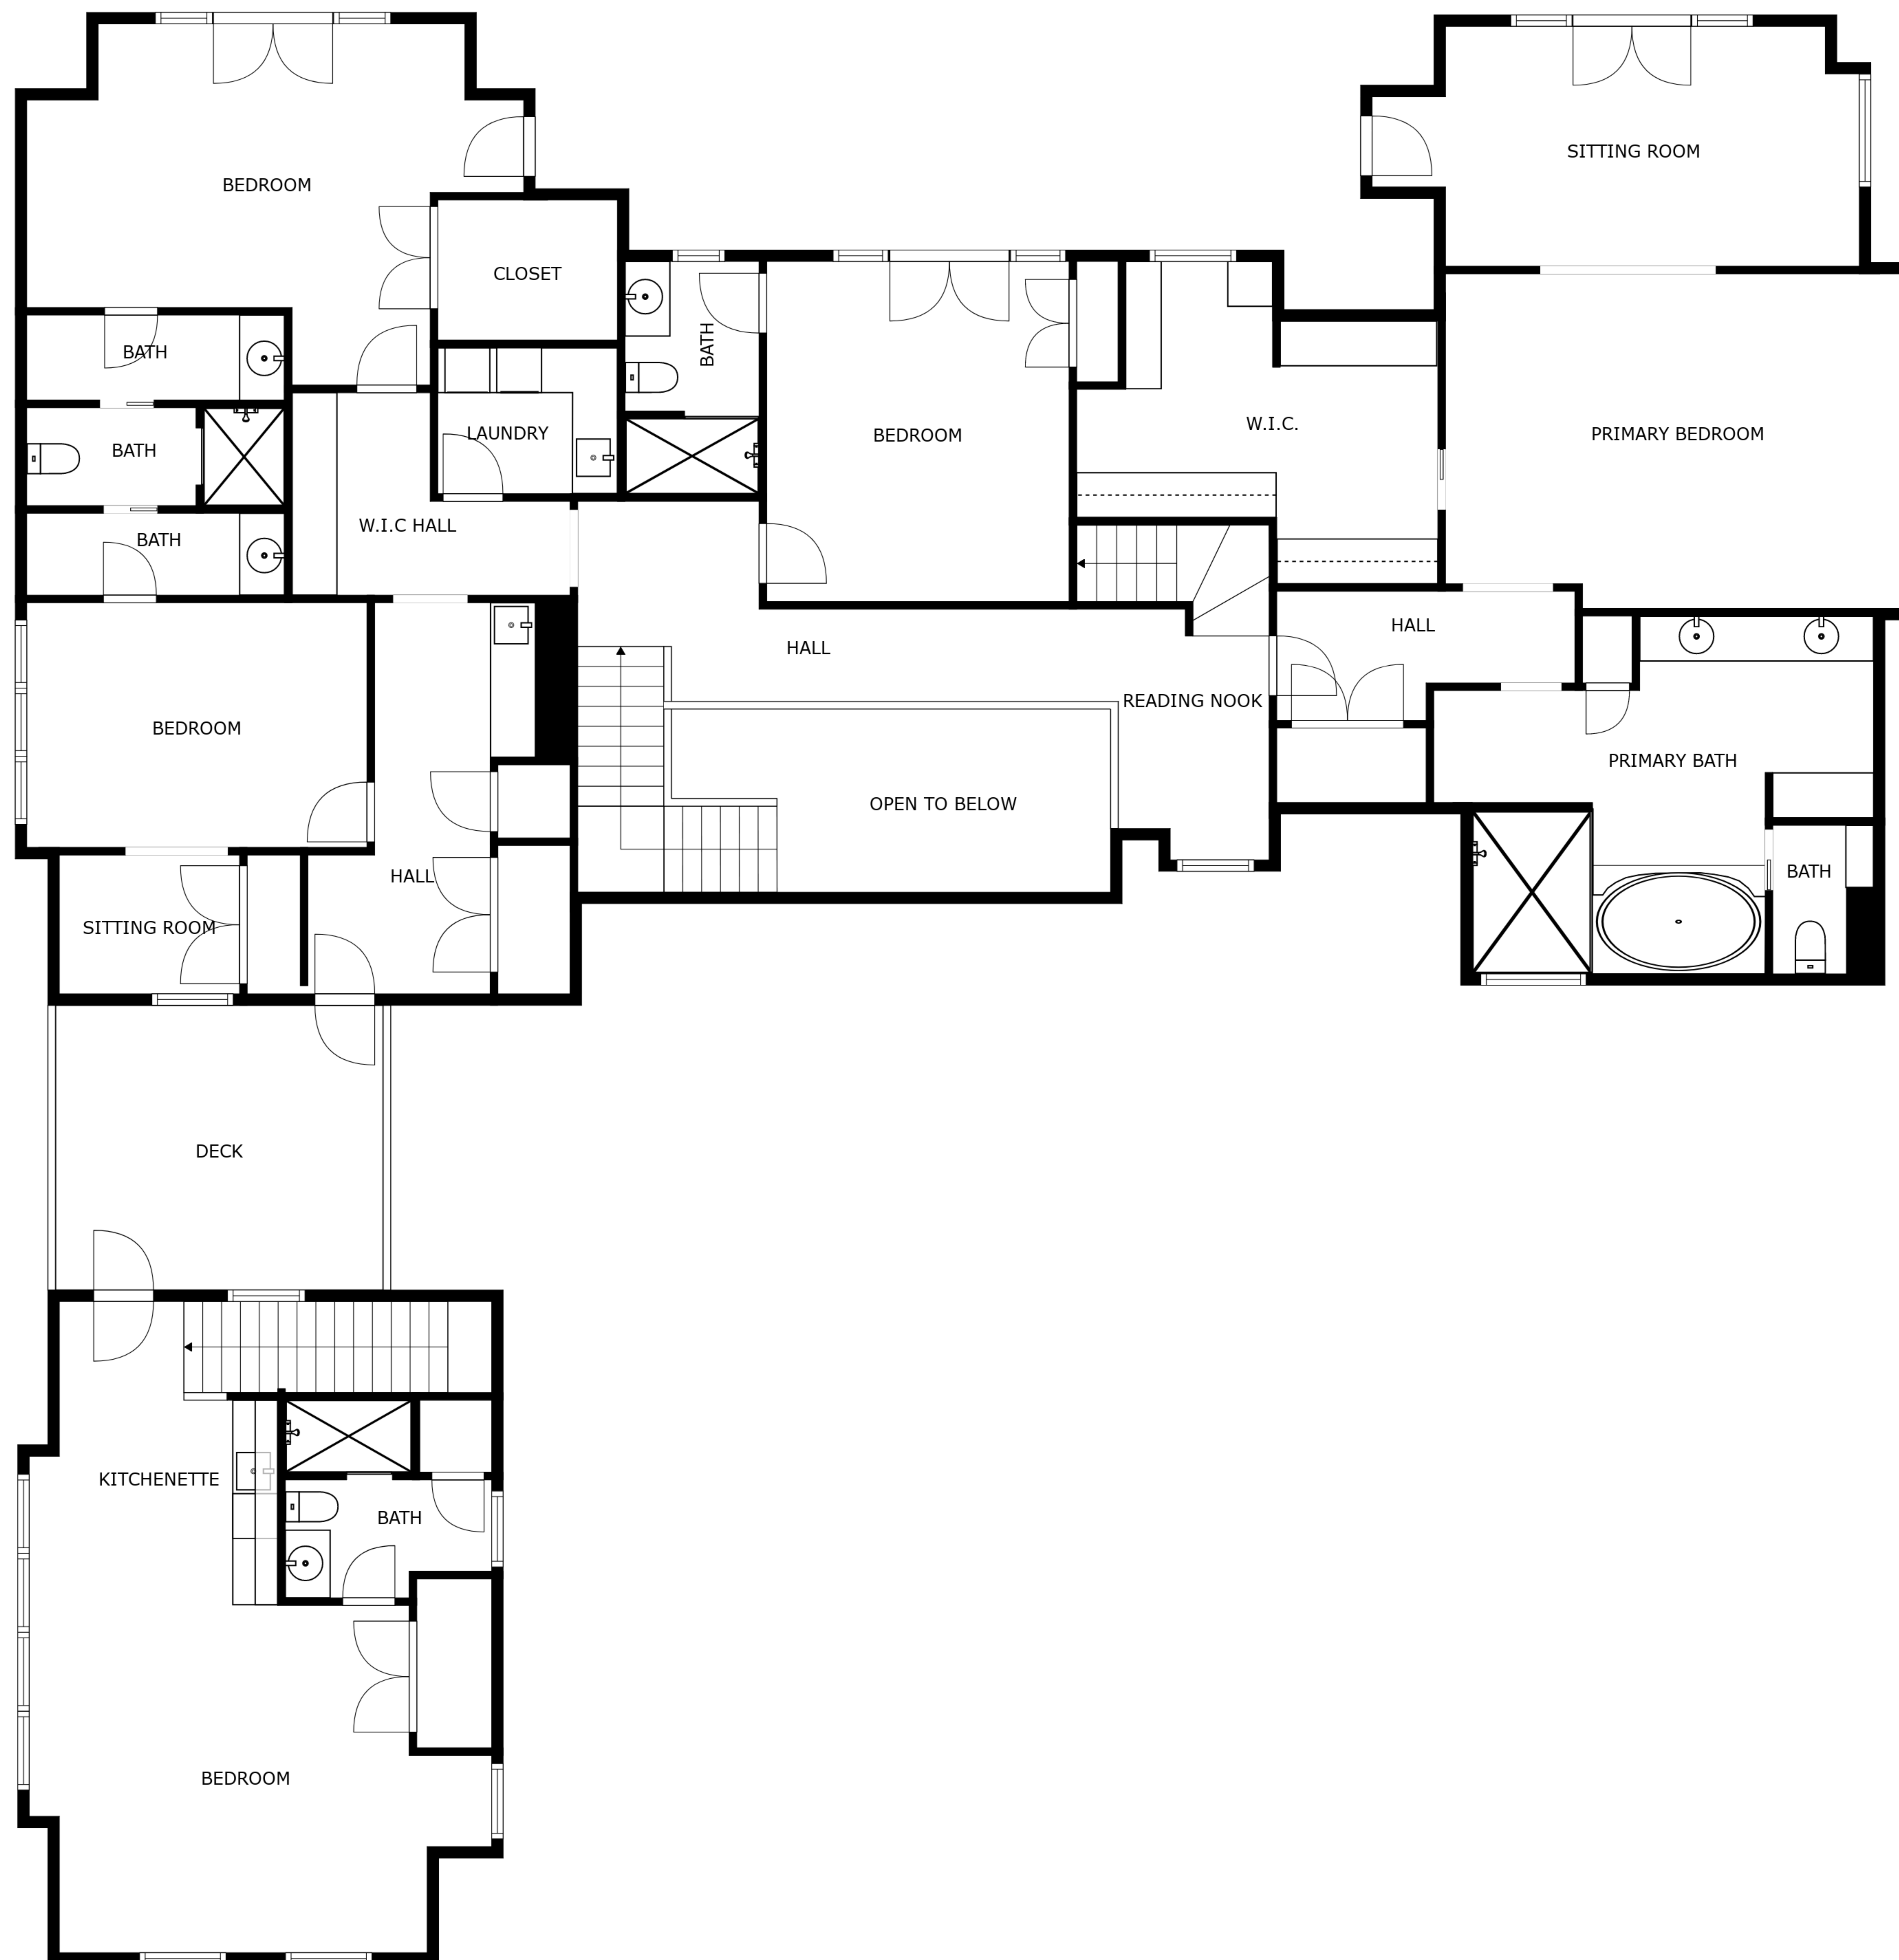 SITTING ROOM
BEDROOM
CLOSET
BATH
BATH
LAUNDRY
BEDROOM
W.I.C.
PRIMARY BEDROOM
BATH
W.I.C HALL
BATH
HALL
HALL
READING NOOK
BEDROOM
PRIMARY BATH
OPEN TO BELOW
HALL
BATH
SITTING ROOM
DECK
KITCHENETTE
BATH
BEDROOM